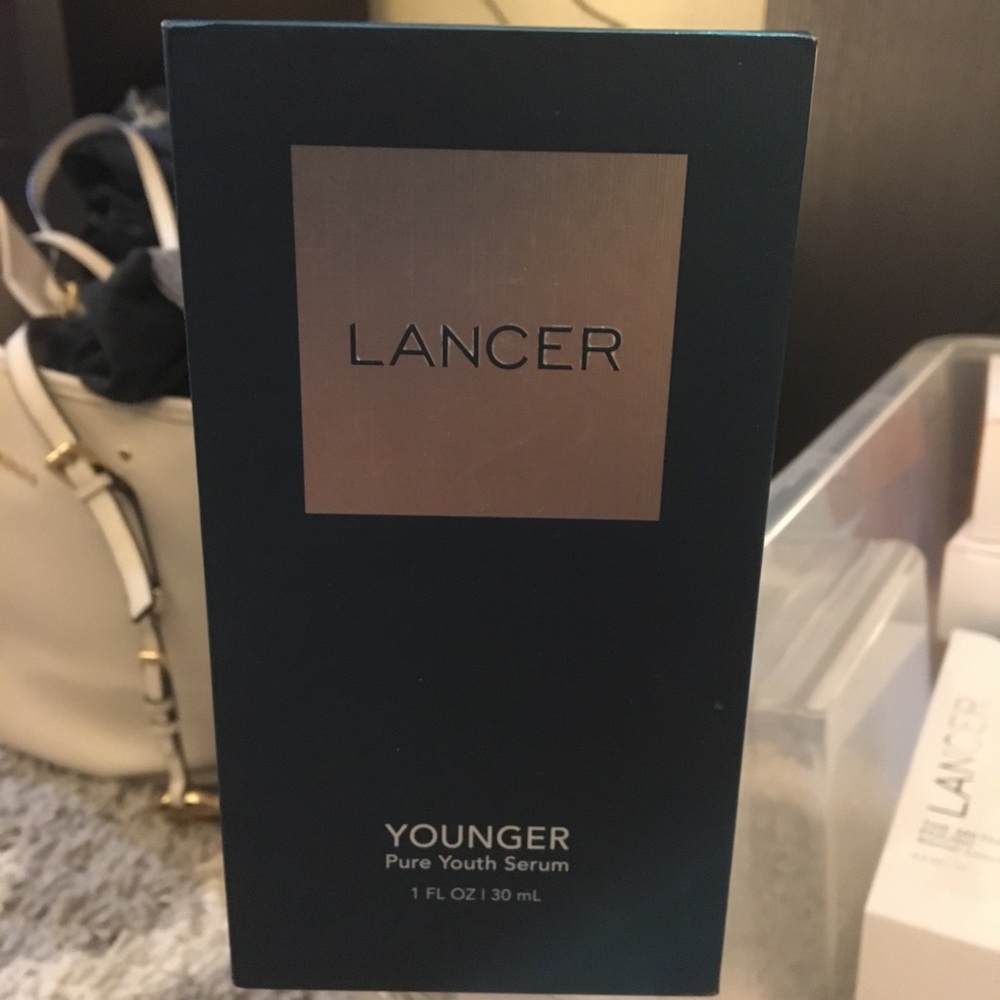 LANCER
YOUNGER
Pure Youth Serum
1 FL OZ | 30 mL
LANCER